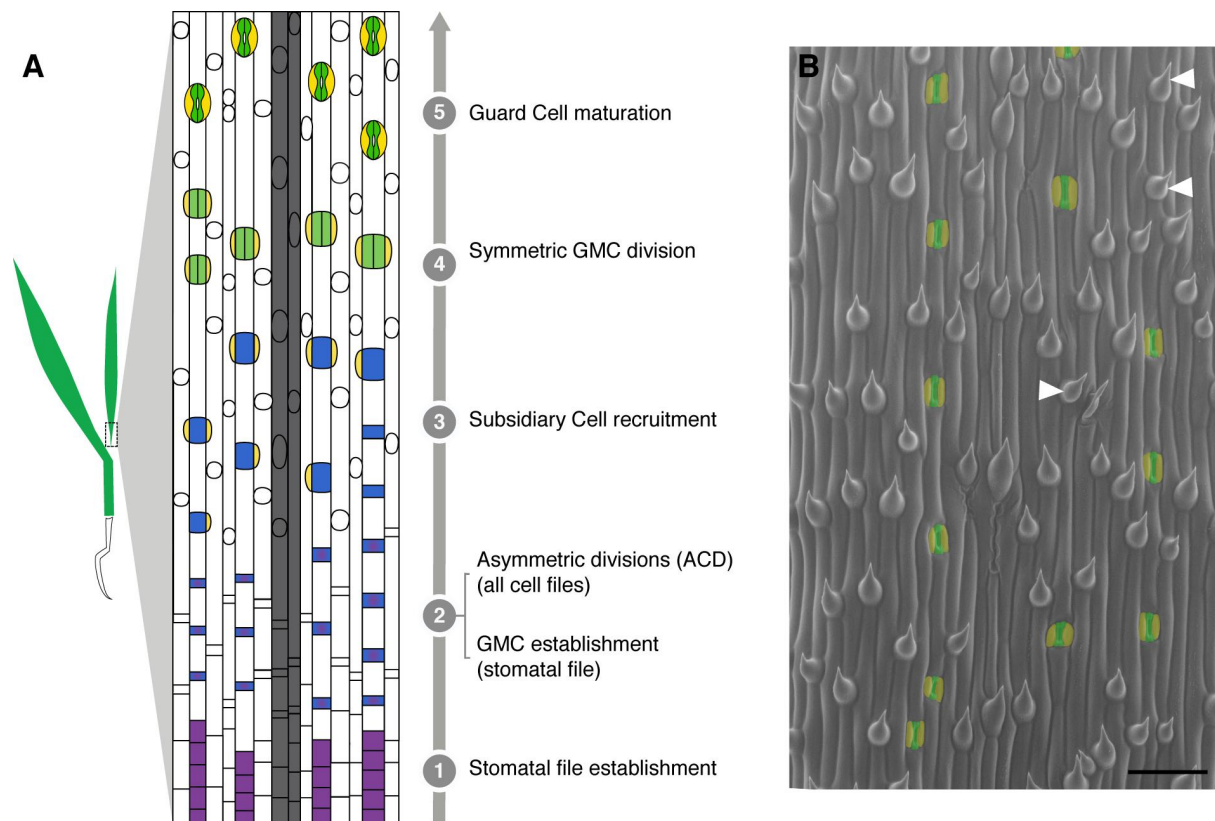 A
B
5
Guard Cell maturation
4
Symmetric GMC division
3
Subsidiary Cell recruitment
Asymmetric divisions (ACD)
(all cell files)
2
GMC establishment
(stomatal file)
1
Stomatal file establishment